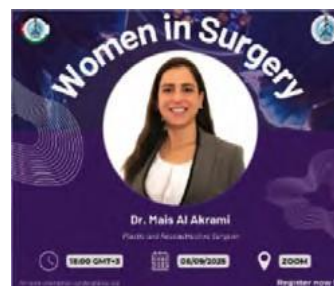 Women in Surgery
Dr. Mais Al Akrami
Plastic and Reconstructive Surgeon
18:00 GMT+3
06/09/2025
ZOOM
Register now